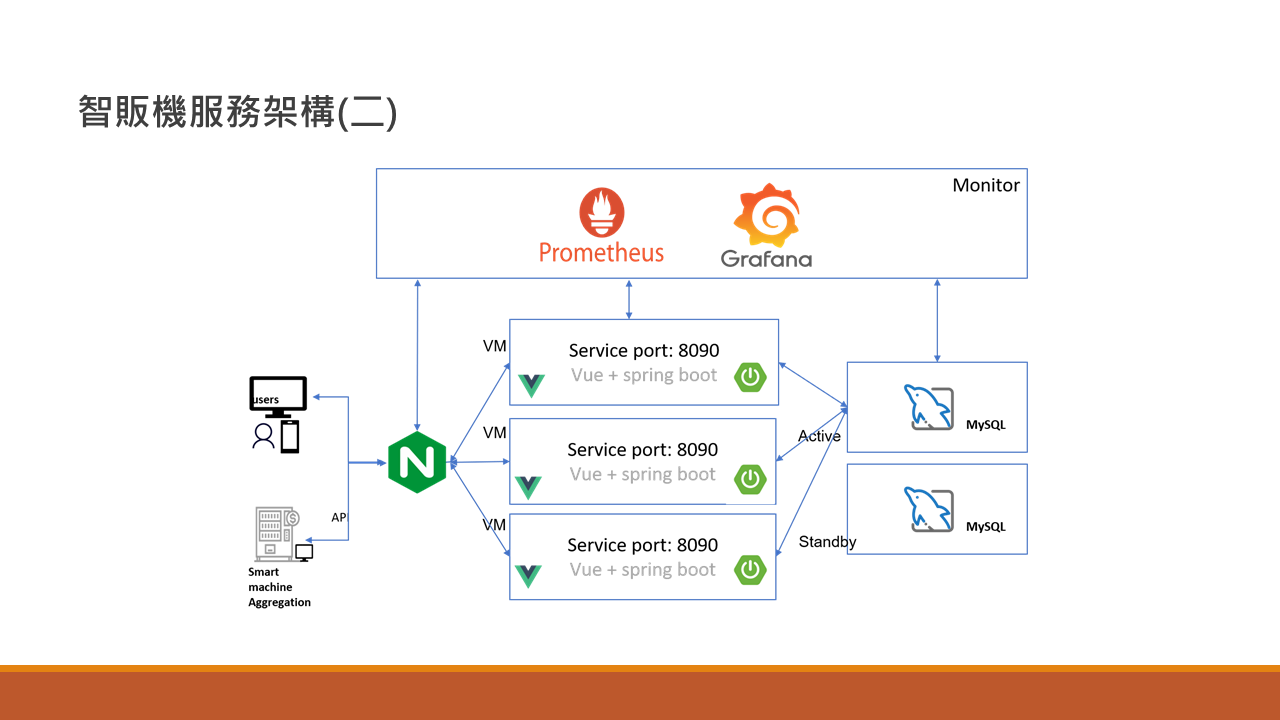 智販機服務架構(二)
Monitor
Prometheus
Grafana
VM
Service port: 8090
Vue + spring boot
users
MySQL
VM
Active
Service port: 8090
Vue + spring boot
N
API
VM
Service port: 8090
Vue + spring boot
MySQL
Standby
Smart
machine
Aggregation